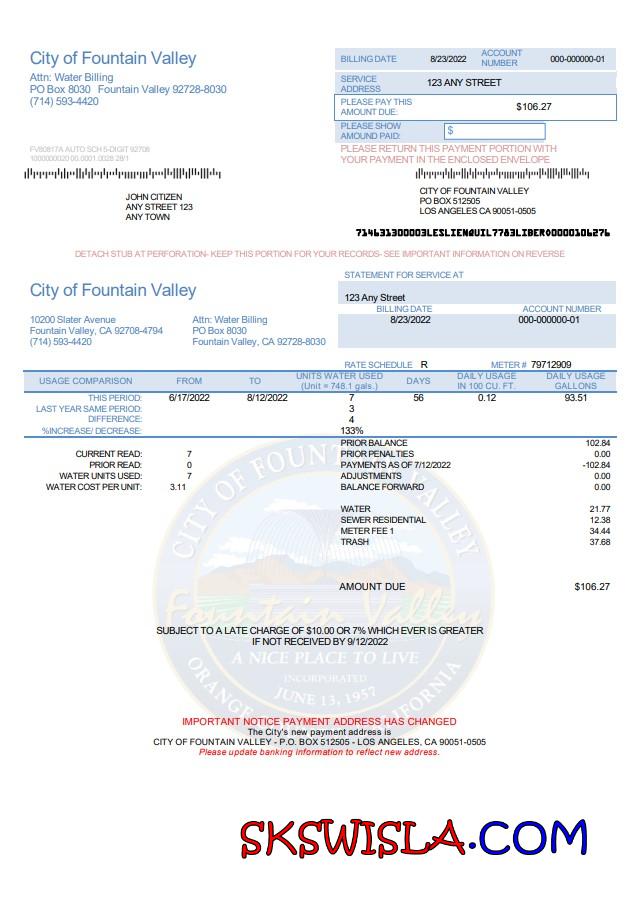 City of Fountain Valley
Attn: Water Billing
PO Box 8030 Fountain Valley 92728-8030
(714) 593-4420
BILLING DATE 8/23/2022 ACCOUNT NUMBER 000-000000-01
SERVICE ADDRESS 123 ANY STREET
PLEASE PAY THIS AMOUNT DUE: $106.27
PLEASE SHOW AMOUND PAID: $
PLEASE RETURN THIS PAYMENT PORTION WITH
YOUR PAYMENT IN THE ENCLOSED ENVELOPE
FV80817A AUTO SCH 5-DIGIT 92708
1000000020 00.0001.0028 28/1
JOHN CITIZEN
ANY STREET 123
ANY TOWN
CITY OF FOUNTAIN VALLEY
PO BOX 512505
LOS ANGELES CA 90051-0505
DETACH STUB AT PERFORATION- KEEP THIS PORTION FOR YOUR RECORDS- SEE IMPORTANT INFORMATION ON REVERSE
City of Fountain Valley
10200 Slater Avenue
Fountain Valley, CA 92708-4794
(714) 593-4420
Attn: Water Billing
PO Box 8030
Fountain Valley, CA 92728-8030
STATEMENT FOR SERVICE AT
123 Any Street
BILLING DATE ACCOUNT NUMBER
8/23/2022 000-000000-01
RATE SCHEDULE R METER # 79712909
USAGE COMPARISON FROM TO UNITS WATER USED (Unit = 748.1 gals.) DAYS DAILY USAGE IN 100 CU. FT. DAILY USAGE GALLONS
THIS PERIOD: 6/17/2022 8/12/2022 7 56 0.12 93.51
LAST YEAR SAME PERIOD: 3
DIFFERENCE: 4
%INCREASE/ DECREASE: 133%
CURRENT READ: 7
PRIOR READ: 0
WATER UNITS USED: 7
WATER COST PER UNIT: 3.11
PRIOR BALANCE 102.84
PRIOR PENALTIES 0.00
PAYMENTS AS OF 7/12/2022 -102.84
ADJUSTMENTS 0.00
BALANCE FORWARD 0.00
WATER 21.77
SEWER RESIDENTIAL 12.38
METER FEE 1 34.44
TRASH 37.68
AMOUNT DUE $106.27
SUBJECT TO A LATE CHARGE OF $10.00 OR 7% WHICH EVER IS GREATER
IF NOT RECEIVED BY 9/12/2022
CITY OF FOUNTAIN VALLEY
Fountain Valley
A NICE PLACE TO LIVE
INCORPORATED
JUNE 13, 1957
ORANGE CALIFORNIA
IMPORTANT NOTICE PAYMENT ADDRESS HAS CHANGED
The City's new payment address is
CITY OF FOUNTAIN VALLEY - P.O. BOX 512505 - LOS ANGELES, CA 90051-0505
Please update banking information to reflect new address.
SKSWISLA.COM